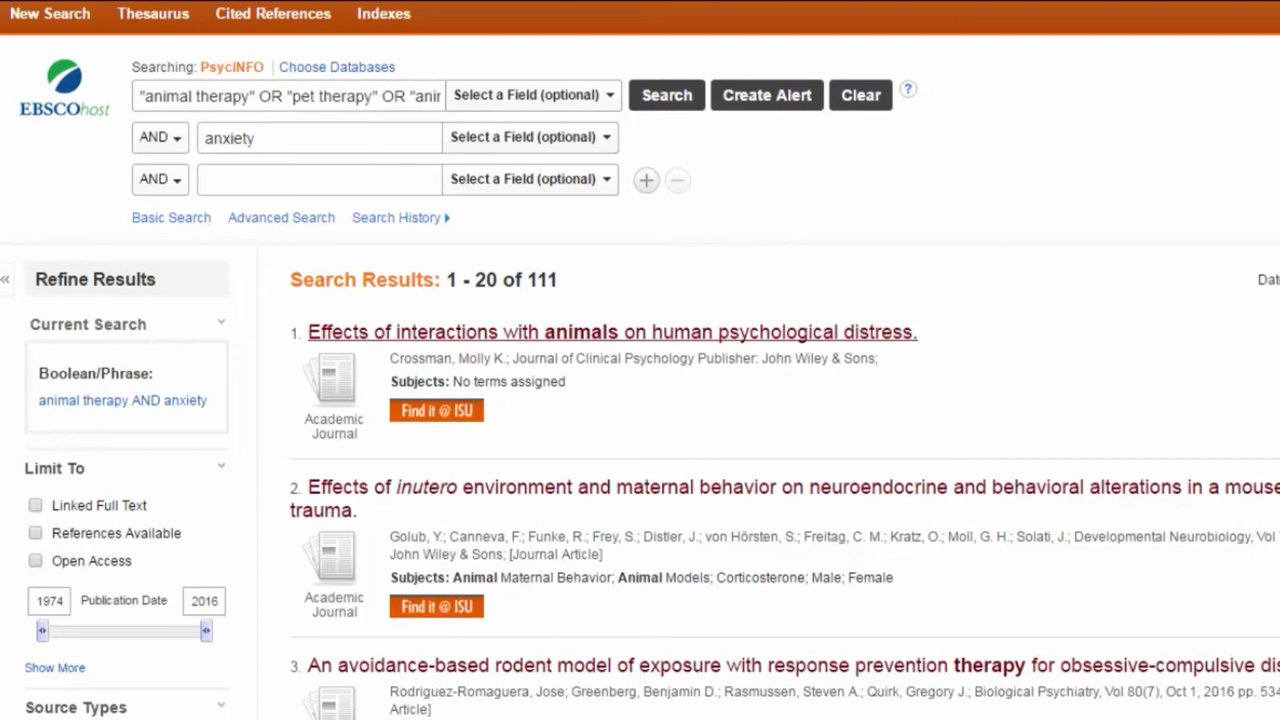 New Search Thesaurus Cited References Indexes
Searching: PsycINFO Choose Databases
EBSCOhost
"animal therapy" OR "pet therapy" OR "anir Select a Field (optional) Search Create Alert Clear ?
AND anxiety Select a Field (optional)
AND Select a Field (optional)
Basic Search Advanced Search Search History
Refine Results
Current Search
Boolean/Phrase:
animal therapy AND anxiety
Limit To
Linked Full Text
References Available
Open Access
1974 Publication Date 2016
Show More
Source Types
Search Results: 1 - 20 of 111
Dat
1. Effects of interactions with animals on human psychological distress.
Crossman, Molly K.; Journal of Clinical Psychology Publisher: John Wiley & Sons;
Subjects: No terms assigned
Find it @ ISU
Academic
Journal
2. Effects of inutero environment and maternal behavior on neuroendocrine and behavioral alterations in a mouse
trauma.
Golub, Y.; Canneva, F.; Funke, R.; Frey, S.; Distler, J.; von Hörsten, S.; Freitag, C. M.; Kratz, O.; Moll, G. H.; Solati, J.; Developmental Neurobiology, Vol 7
John Wiley & Sons; [Journal Article]
Subjects: Animal Maternal Behavior; Animal Models; Corticosterone; Male; Female
Find it @ ISU
Academic
Journal
3. An avoidance-based rodent model of exposure with response prevention therapy for obsessive-compulsive dis
Rodriguez-Romaguera, Jose; Greenberg, Benjamin D.; Rasmussen, Steven A.; Quirk, Gregory J.; Biological Psychiatry, Vol 80(7), Oct 1, 2016 pp. 534
Article]